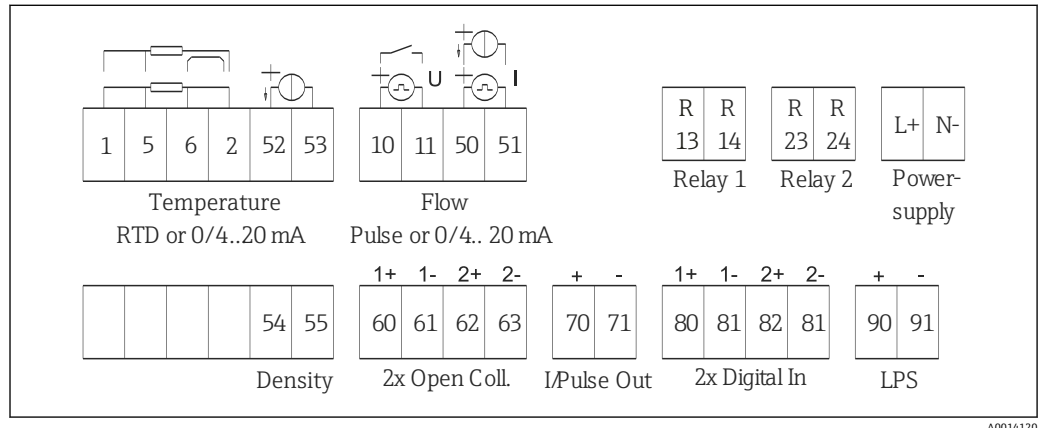 U I
1 5 6 2 52 53 10 11 50 51
R R R R
13 14 23 24
L+ N-
Relay 1 Relay 2 Power-
supply
Temperature Flow
RTD or 0/4..20 mA Pulse or 0/4.. 20 mA
1+ 1- 2+ 2- + - 1+ 1- 2+ 2- + -
54 55 60 61 62 63 70 71 80 81 82 81 90 91
Density 2x Open Coll. I/Pulse Out 2x Digital In LPS
A0014120